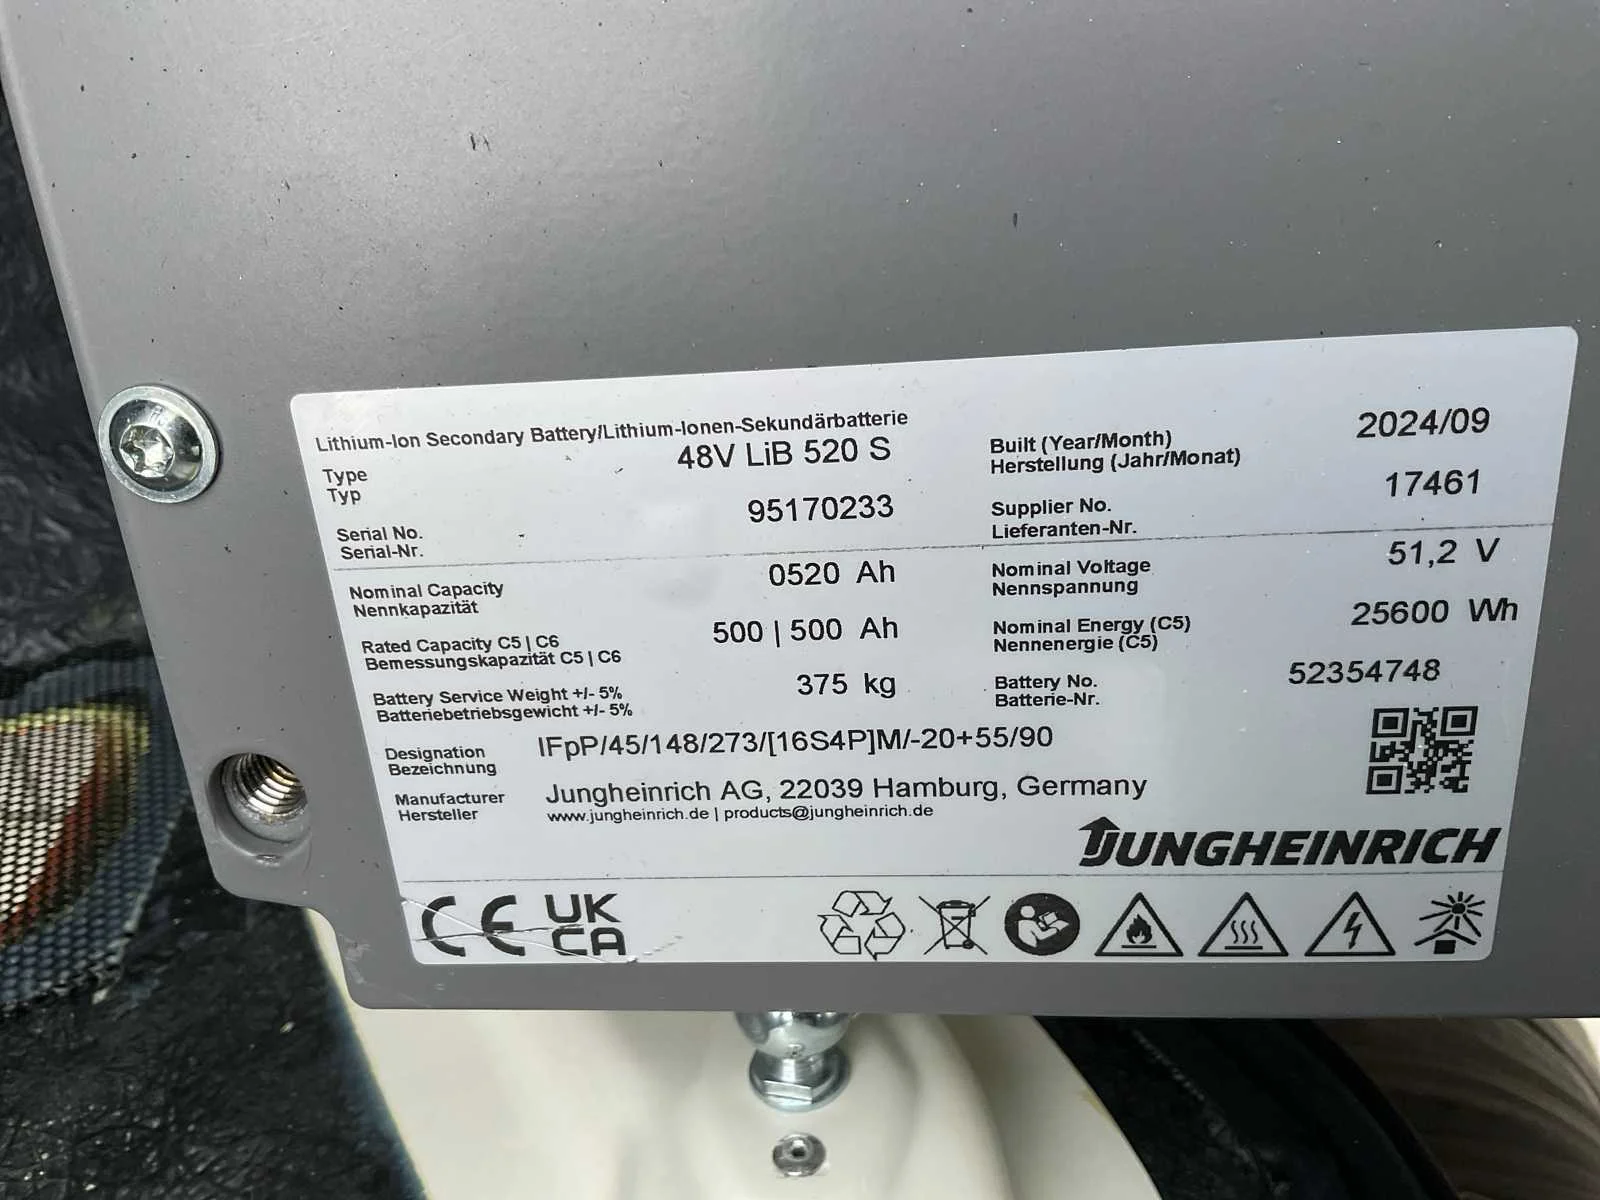 Lithium-Ion Secondary Battery/Lithium-Ionen-Sekundärbatterie
Type
Typ
48V LiB 520 S
Built (Year/Month)
Herstellung (Jahr/Monat)
2024/09
Serial No.
Serial-Nr.
95170233
Supplier No.
Lieferanten-Nr.
17461
Nominal Capacity
Nennkapazität
0520 Ah
Nominal Voltage
Nennspannung
51,2 V
Rated Capacity C5 | C6
Bemessungskapazität C5 | C6
500 | 500 Ah
Nominal Energy (C5)
Nennenergie (C5)
25600 Wh
Battery Service Weight +/- 5%
Batteriebetriebsgewicht +/- 5%
375 kg
Battery No.
Batterie-Nr.
52354748
Designation
Bezeichnung
IFpP/45/148/273/[16S4P]M/-20+55/90
Manufacturer
Hersteller
Jungheinrich AG, 22039 Hamburg, Germany
www.jungheinrich.de | products@jungheinrich.de
JUNGHEINRICH
CE
UK
CA